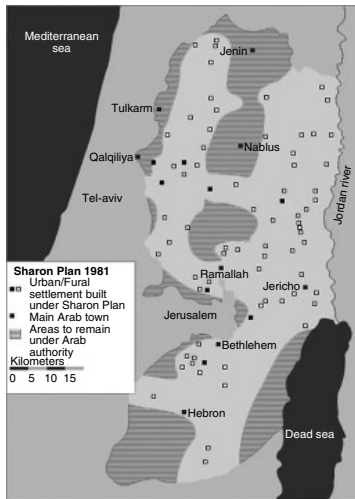 Mediterranean
sea
Jenin
Tulkarm
Nablus
Qalqiliya
Tel-aviv
Jordan river
Ramallah
Jericho
Jerusalem
Bethlehem
Hebron
Dead sea
Sharon Plan 1981
Urban/Fural
settlement built
under Sharon Plan
Main Arab town
Areas to remain
under Arab
authority
Kilometers
0 5 10 15